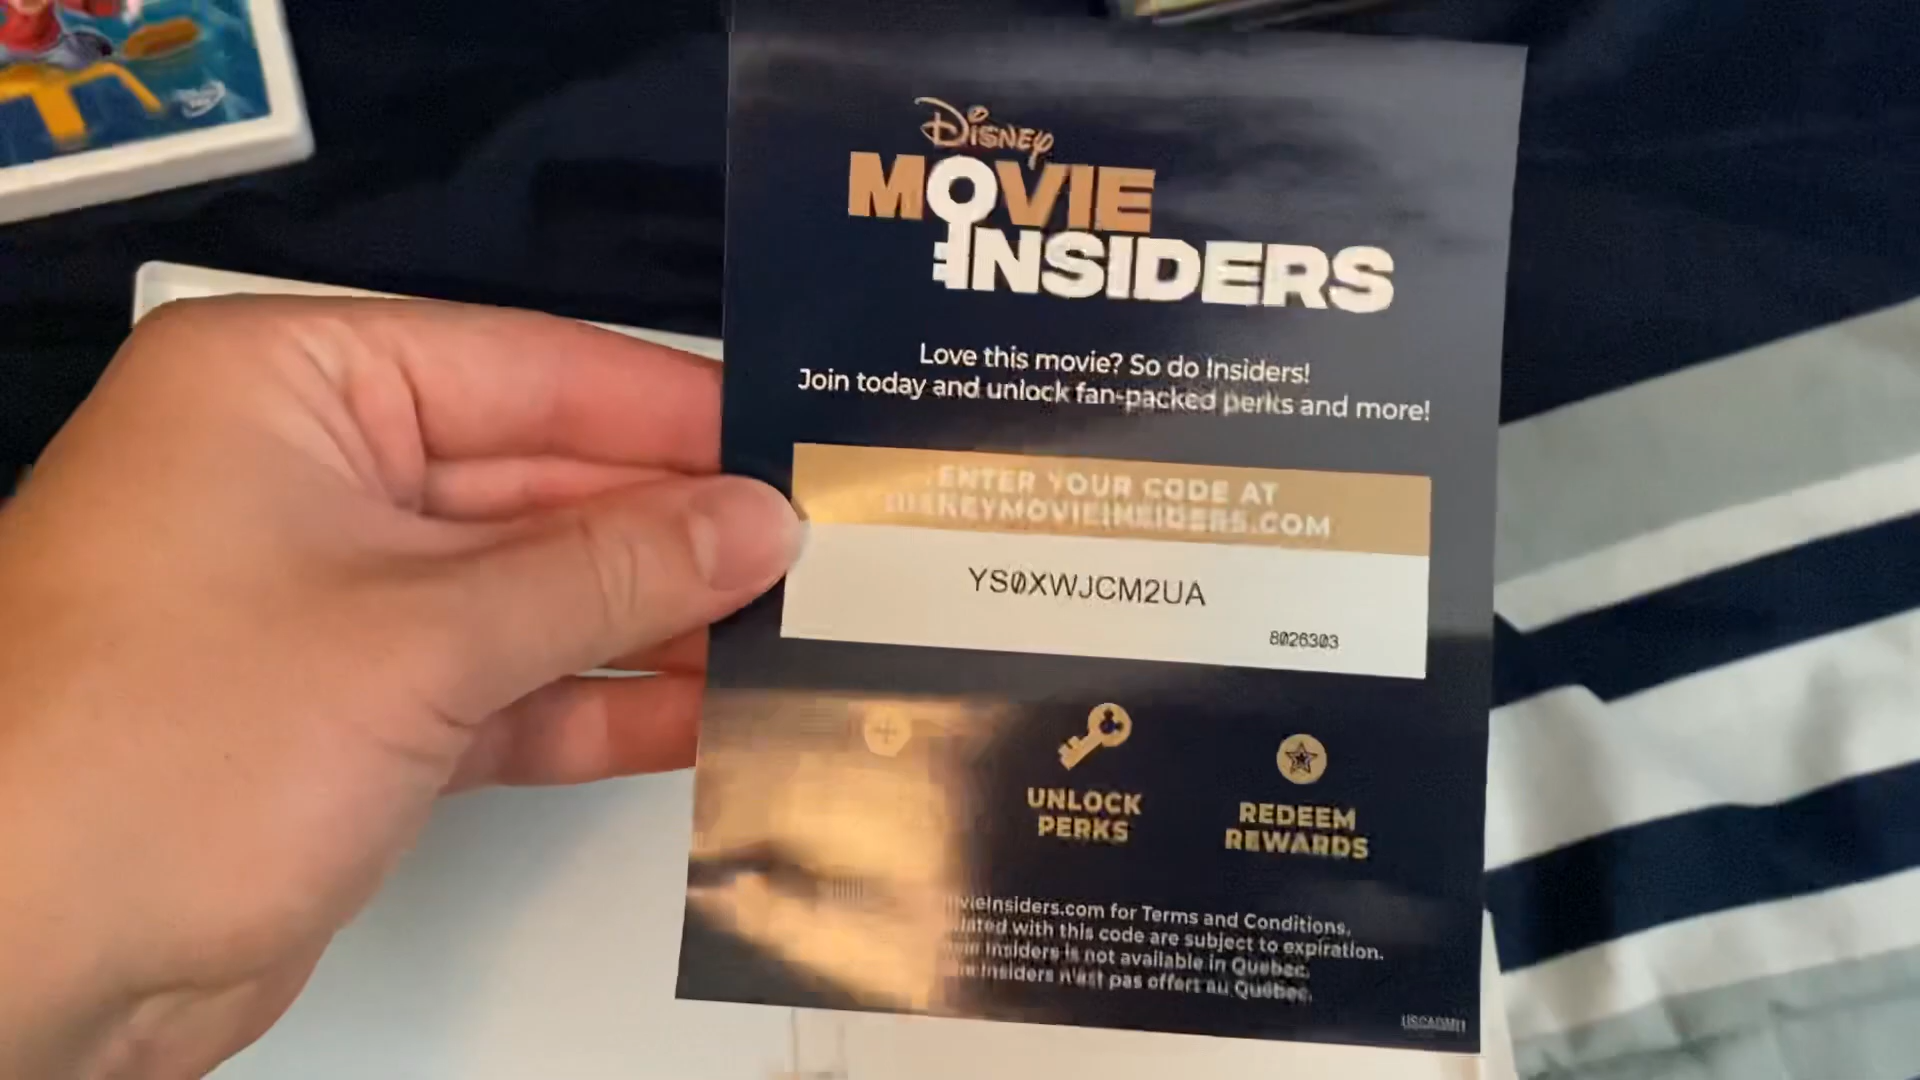 Disney
MOVIE
INSIDERS
Love this movie? So do Insiders!
Join today and unlock fan-packed perks and more!
ENTER YOUR CODE AT
DISNEYMOVIEINSIDERS.COM
YS0XWJCM2UA
8026303
UNLOCK
PERKS
REDEEM
REWARDS
vieInsiders.com for Terms and Conditions.
with this code are subject to expiration.
Insiders is not available in Quebec.
Insiders n'est pas offert au Québec.